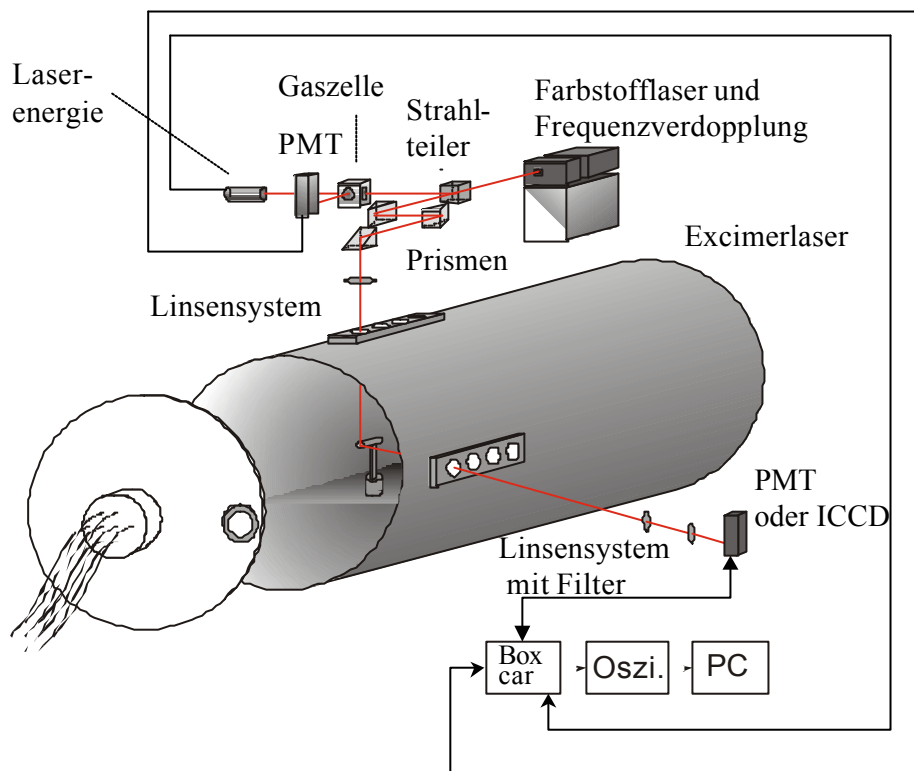 Laser-
energie
Gaszelle
PMT
Strahl-
teiler
Farbstofflaser und
Frequenzverdopplung
Excimerlaser
Prismen
Linsensystem
PMT
oder ICCD
Linsensystem
mit Filter
Box
car
Oszi.
PC